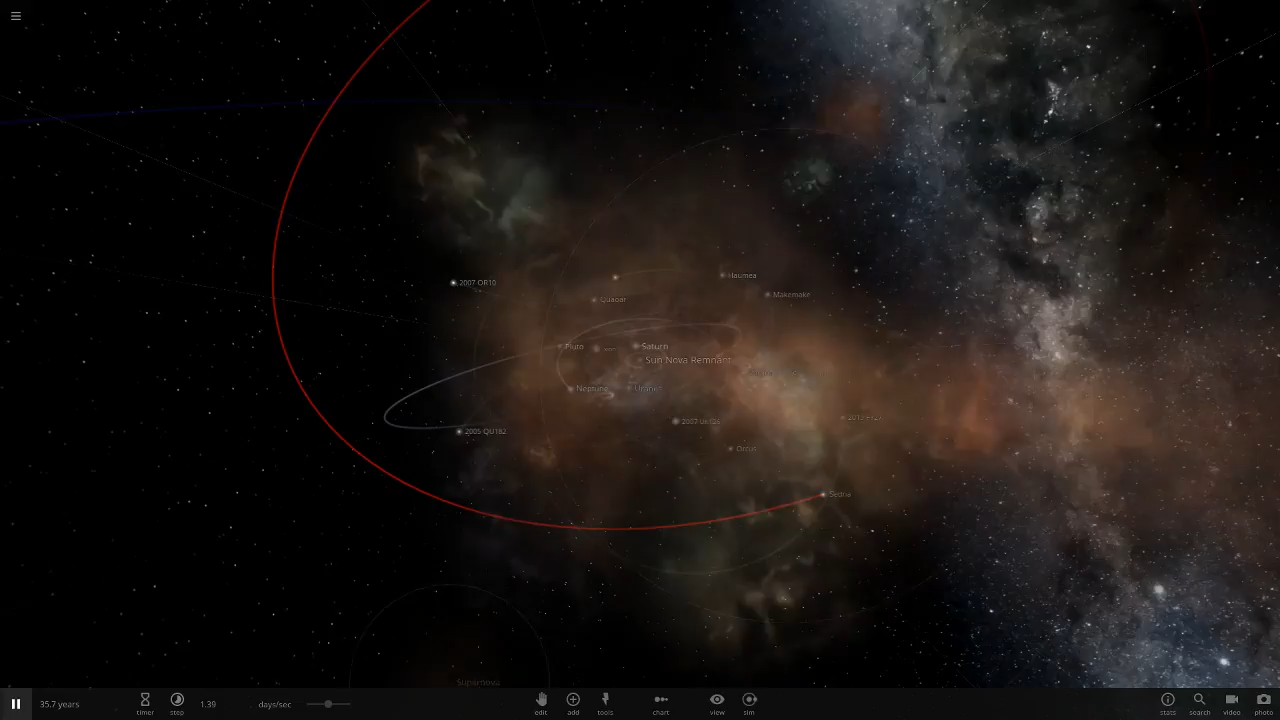 Haumea
2007 OR10
Makemake
Quaoar
Pluto
Saturn
Sun Nova Remnant
Neptune
Uranus
2007 UK126
2005 QU182
Orcus
Sedna
Supernova
35.7 years
timer
step
1.39
days/sec
edit
add
tools
chart
view
sim
stats
search
video
photo